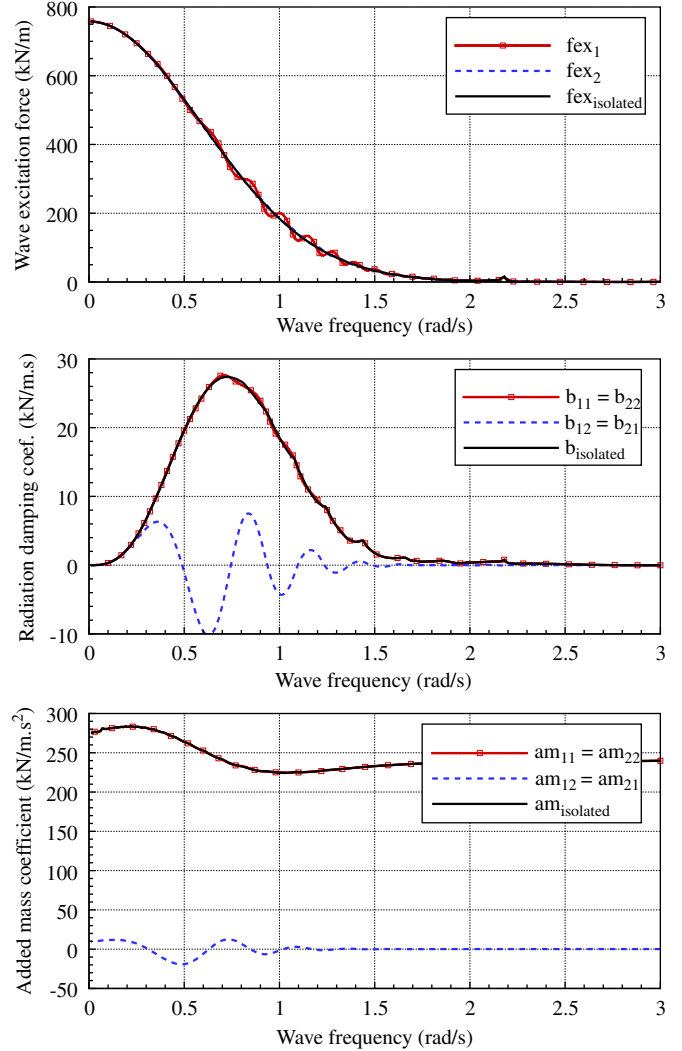 800
600
400
200
0
Wave excitation force (kN/m)
fex1
fex2
fexisolated
0 0.5 1 1.5 2 2.5 3
Wave frequency (rad/s)
30
20
10
0
-10
Radiation damping coef. (kN/m.s)
b11 = b22
b12 = b21
bisolated
0 0.5 1 1.5 2 2.5 3
Wave frequency (rad/s)
300
250
200
150
100
50
0
-50
Added mass coefficient (kN/m.s²)
am11 = am22
am12 = am21
amisolated
0 0.5 1 1.5 2 2.5 3
Wave frequency (rad/s)